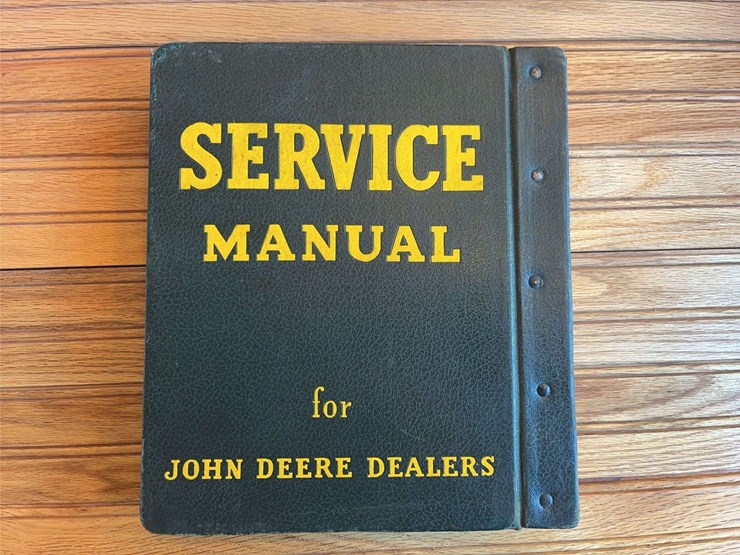 SERVICE
MANUAL
for
JOHN DEERE DEALERS